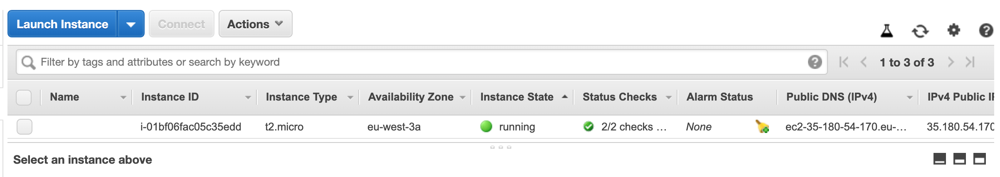 Launch Instance Connect Actions
Filter by tags and attributes or search by keyword ? 1 to 3 of 3
Name Instance ID Instance Type Availability Zone Instance State Status Checks Alarm Status Public DNS (IPv4) IPv4 Public IP
i-01bf06fac05c35edd t2.micro eu-west-3a running 2/2 checks … None ec2-35-180-54-170.eu-… 35.180.54.170
Select an instance above